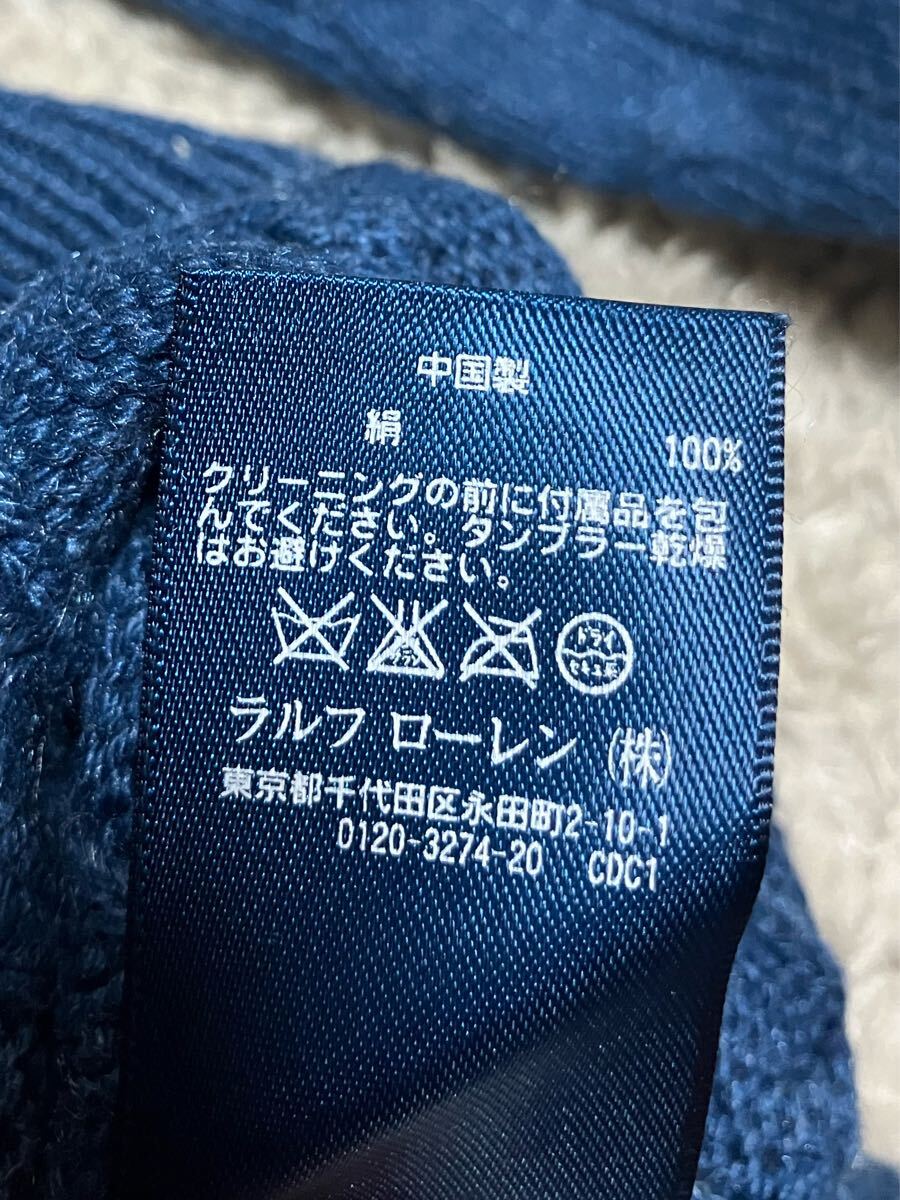 中国製
絹 100%
クリーニングの前に付属品を包
んでください。タンブラー乾燥
はお避けください。
ドライ
ラルフ ローレン (株)
東京都千代田区永田町2-10-1
0120-3274-20 CDC1